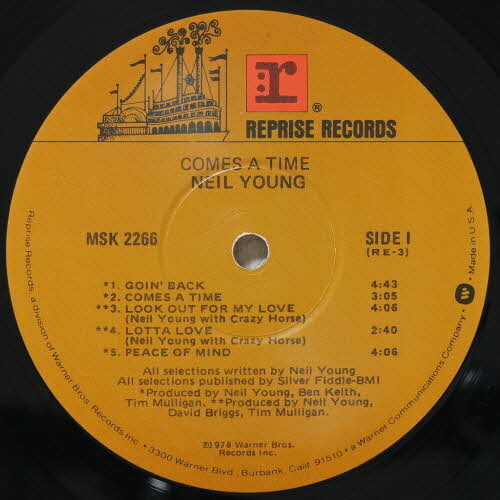 r ®
REPRISE RECORDS
COMES A TIME
NEIL YOUNG
MSK 2266
SIDE 1
(RE-3)
*1. GOIN' BACK 4:43
*2. COMES A TIME 3:05
**3. LOOK OUT FOR MY LOVE 4:06
(Neil Young with Crazy Horse)
**4. LOTTA LOVE 2:40
(Neil Young with Crazy Horse)
*5. PEACE OF MIND 4:06
All selections written by Neil Young
All selections published by Silver Fiddle-BMI
*Produced by Neil Young, Ben Keith,
Tim Mulligan. **Produced by Neil Young,
David Briggs, Tim Mulligan.
℗1978 Warner Bros.
Records Inc.
Reprise Records, a division of Warner Bros. Records Inc. • 3300 Warner Blvd., Burbank, Calif. 91510 • a Warner Communications Company • W • Made in U.S.A.